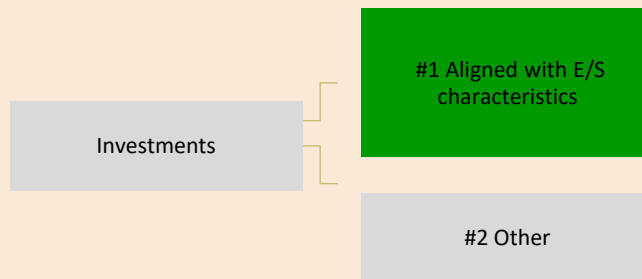 #1 Aligned with E/S
characteristics
Investments
#2 Other